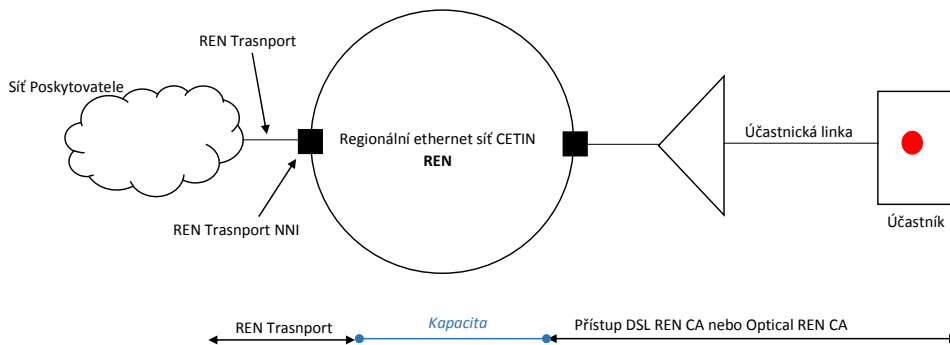 REN Trasnport
Síť Poskytovatele
Regionální ethernet síť CETIN
REN
Účastnická linka
REN Trasnport NNI
Účastník
REN Trasnport
Kapacita
Přístup DSL REN CA nebo Optical REN CA